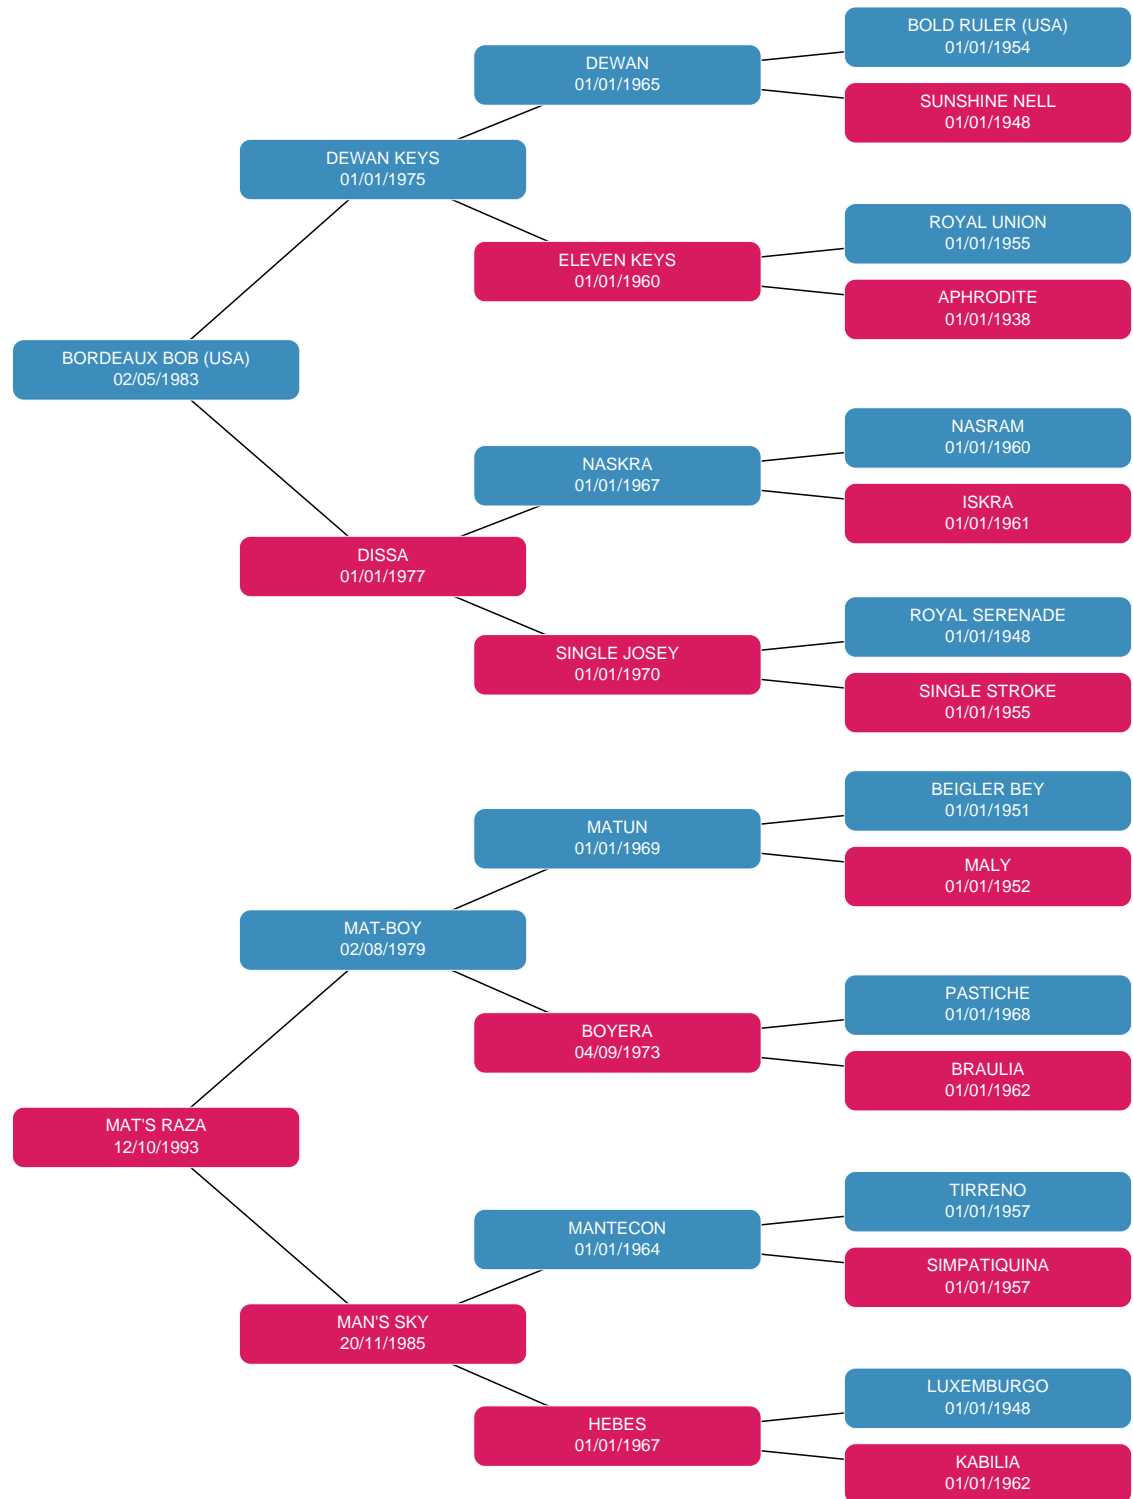 BOLD RULER (USA)
01/01/1954
DEWAN
01/01/1965
SUNSHINE NELL
01/01/1948
DEWAN KEYS
01/01/1975
ROYAL UNION
01/01/1955
ELEVEN KEYS
01/01/1960
APHRODITE
01/01/1938
BORDEAUX BOB (USA)
02/05/1983
NASRAM
01/01/1960
NASKRA
01/01/1967
ISKRA
01/01/1961
DISSA
01/01/1977
ROYAL SERENADE
01/01/1948
SINGLE JOSEY
01/01/1970
SINGLE STROKE
01/01/1955
BEIGLER BEY
01/01/1951
MATUN
01/01/1969
MALY
01/01/1952
MAT-BOY
02/08/1979
PASTICHE
01/01/1968
BOYERA
04/09/1973
BRAULIA
01/01/1962
MAT'S RAZA
12/10/1993
TIRRENO
01/01/1957
MANTECON
01/01/1964
SIMPATIQUINA
01/01/1957
MAN'S SKY
20/11/1985
LUXEMBURGO
01/01/1948
HEBES
01/01/1967
KABILIA
01/01/1962